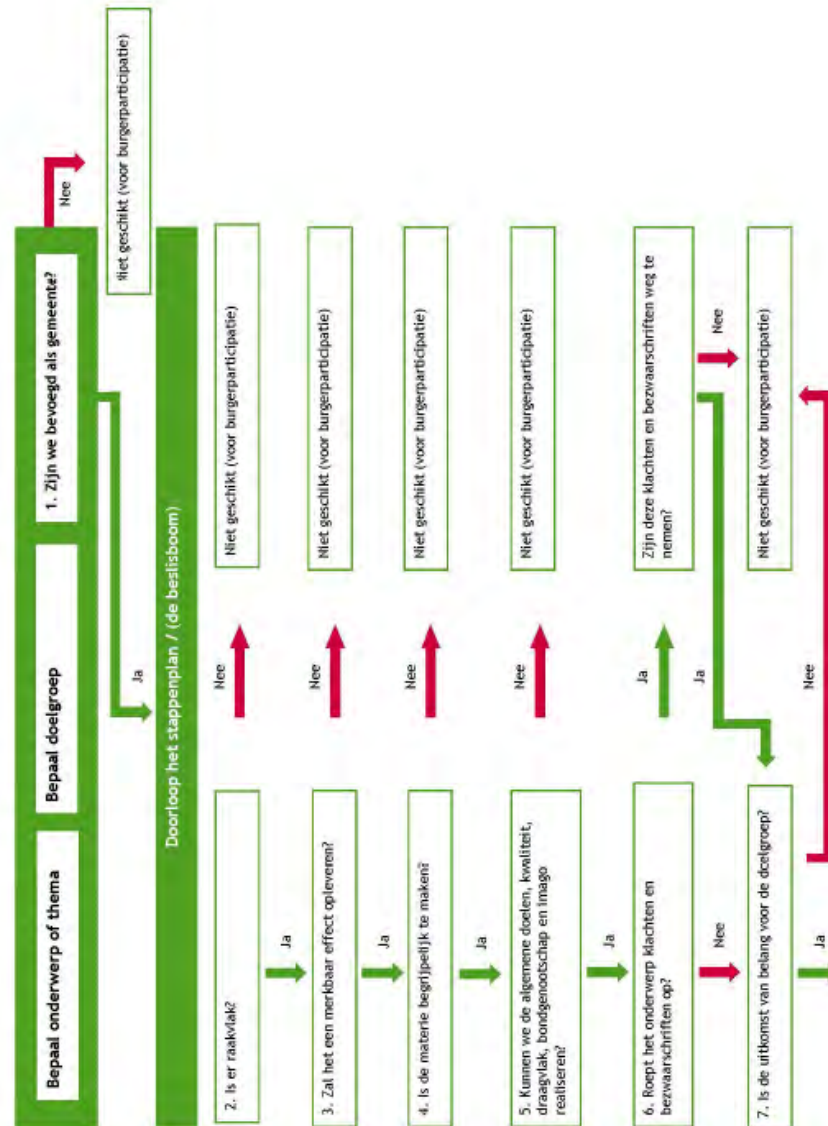 Bepaal onderwerp of thema
Bepaal doelgroep
1. Zijn we bevoegd als gemeente?
Nee
Niet geschikt (voor burgerparticipatie)
Ja
Doorloop het stappenplan / (de beslisboom)
2. Is er raakvlak?
Nee
Niet geschikt (voor burgerparticipatie)
Ja
3. Zal het een merkbaar effect opleveren?
Nee
Niet geschikt (voor burgerparticipatie)
Ja
4. Is de materie begrijpelijk te maken?
Nee
Niet geschikt (voor burgerparticipatie)
Ja
5. Kunnen we de algemene doelen, kwaliteit,
draagvlak, bondgenootschap en imago
realiseren?
Nee
Niet geschikt (voor burgerparticipatie)
Ja
6. Roept het onderwerp klachten en
bezwaarschriften op?
Ja
Zijn deze klachten en bezwaarschriften weg te
nemen?
Ja
Nee
Nee
7. Is de uitkomst van belang voor de doelgroep?
Niet geschikt (voor burgerparticipatie)
Nee
Ja